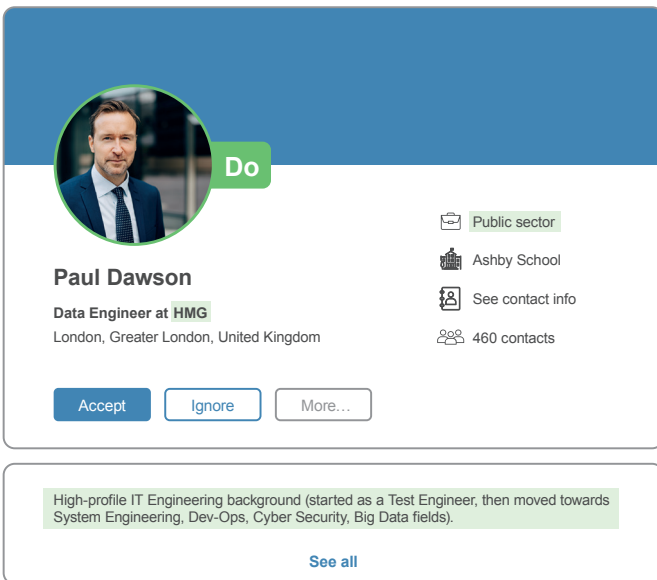 Do
Public sector
Ashby School
See contact info
460 contacts
Paul Dawson
Data Engineer at HMG
London, Greater London, United Kingdom
Accept
Ignore
More…
High-profile IT Engineering background (started as a Test Engineer, then moved towards
System Engineering, Dev-Ops, Cyber Security, Big Data fields).
See all